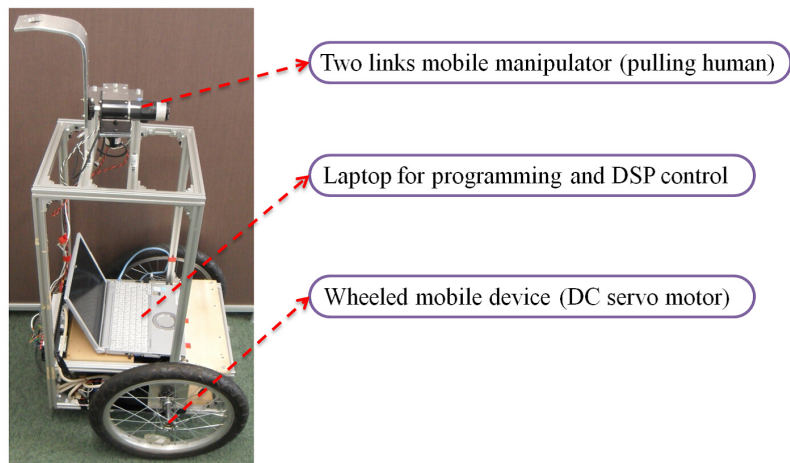 Two links mobile manipulator (pulling human)
Laptop for programming and DSP control
Wheeled mobile device (DC servo motor)